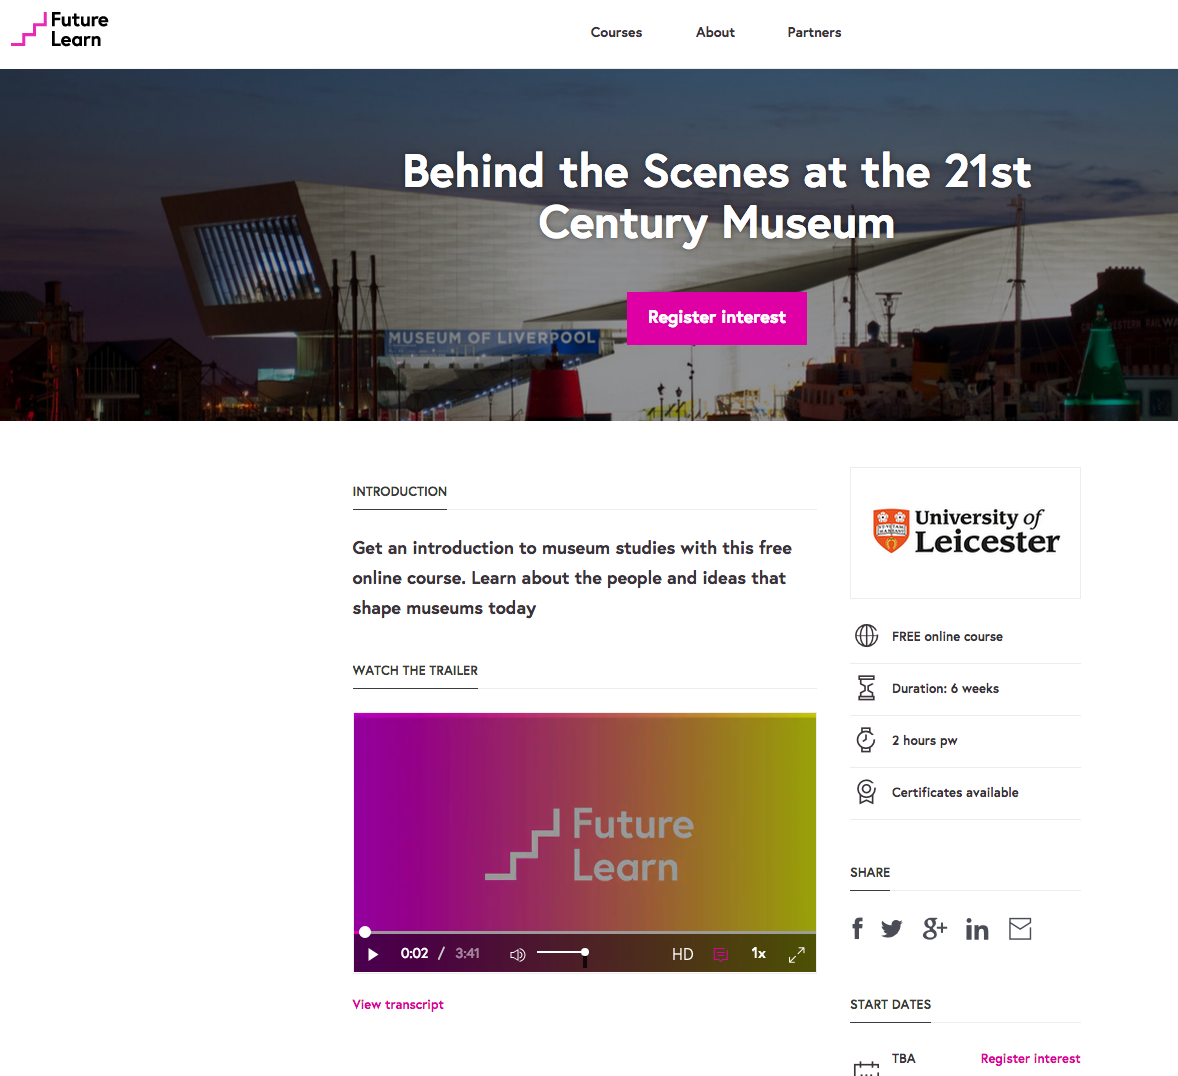 Future
Learn
Courses
About
Partners
Behind the Scenes at the 21st
Century Museum
Register interest
MUSEUM OF LIVERPOOL
INTRODUCTION
Get an introduction to museum studies with this free
online course. Learn about the people and ideas that
shape museums today
WATCH THE TRAILER
Future
Learn
0:02 / 3:41
HD
1x
View transcript
University of
Leicester
FREE online course
Duration: 6 weeks
2 hours pw
Certificates available
SHARE
START DATES
TBA
Register interest